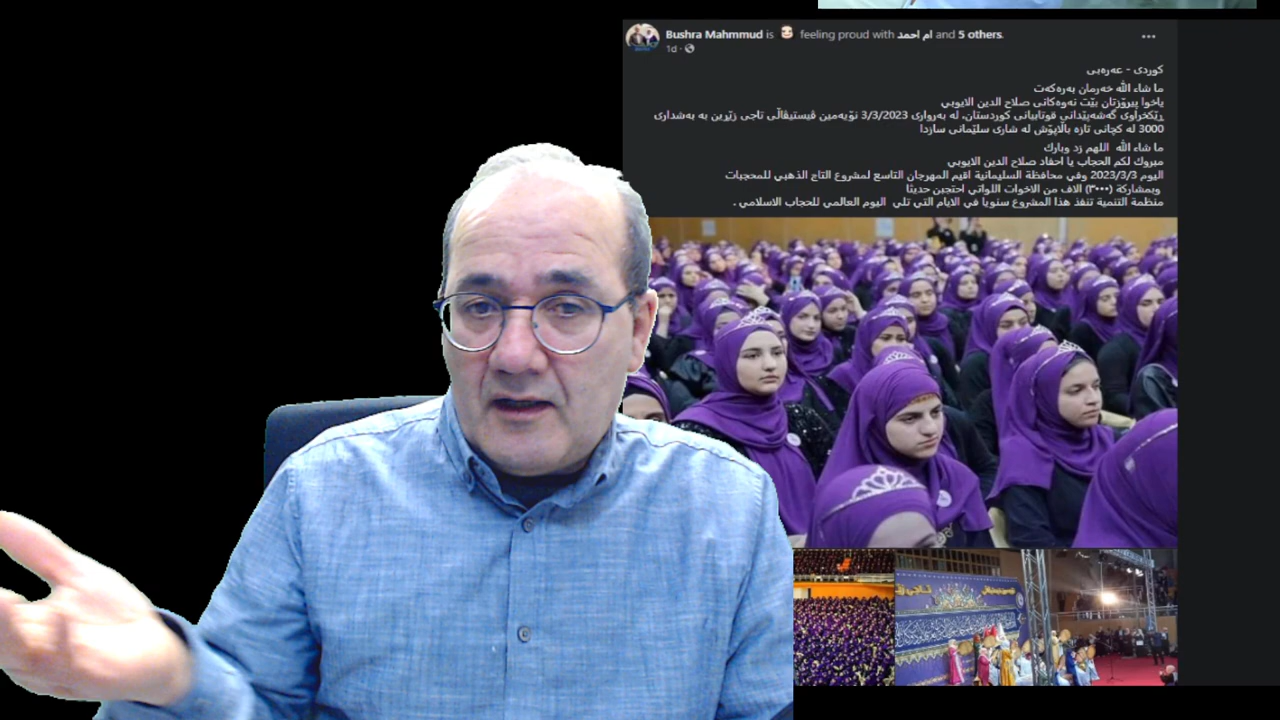 Bushra Mahmmud is feeling proud with ام احمد and 5 others.
1d
کوردی - عەرەبی
ما شاء الله خەرمان بەرەکەت
یاخوا پیرۆزتان بێت نەوەکانی صلاح الدين الايوبي
ڕێکخراوی گەشەپێدانی قوتابیانی کوردستان، لە بەرواری 3/3/2023 نۆیەمین ڤیستیڤاڵی تاجی زێڕین بە بەشداری
3000 لە کچانی تازە باڵاپۆش لە شاری سلێمانی سازدا
ما شاء الله اللهم زد وبارك
مبروك لكم الحجاب يا احفاد صلاح الدين الايوبي
اليوم 2023/3/3 وفي محافظة السليمانية اقيم المهرجان التاسع لمشروع التاج الذهبي للمحجبات
وبمشاركة (٣٠٠٠) الاف من الاخوات اللواتي احتجبن حديثا
منظمة التنمية تنفذ هذا المشروع سنويا في الايام التي تلي اليوم العالمي للحجاب الاسلامي .